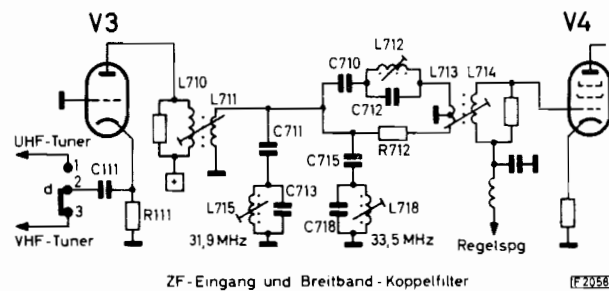 V3
V4
L710
L711
C710
L712
C712
L713
L714
C711
R712
C715
UHF-Tuner
C111
1
2
3
d
R111
VHF-Tuner
L715
C713
31,9 MHz
C718
L718
33,5 MHz
Regelspg
ZF-Eingang und Breitband-Koppelfilter
F2058